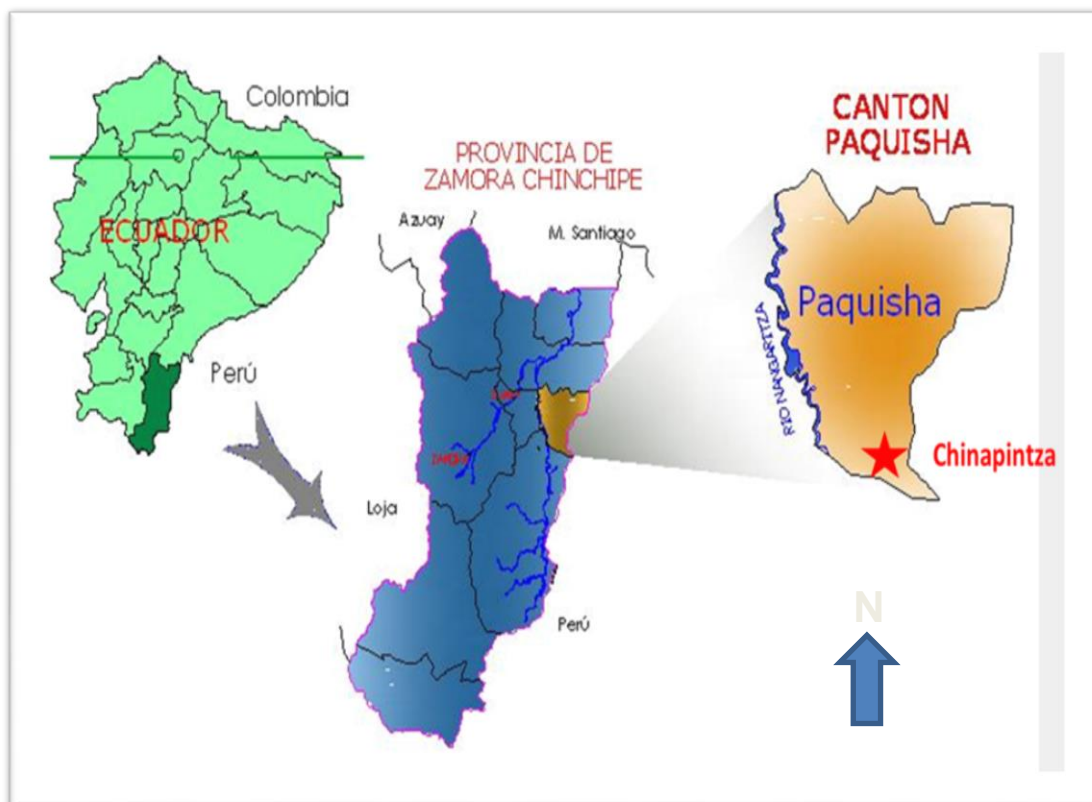 Colombia
ECUADOR
Perú
PROVINCIA DE
ZAMORA CHINCHIPE
Azuay
M. Santiago
Loja
Perú
CANTON
PAQUISHA
Paquisha
RIO NANGARITZA
Chinapintza
N